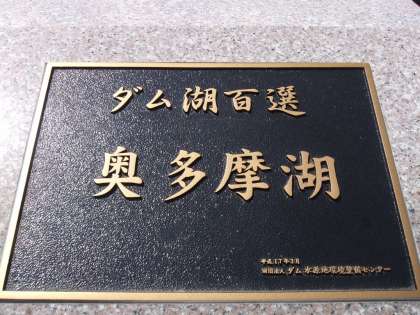 ダム湖百選
奥多摩湖
平成17年3月
財団法人 ダム水源地環境整備センター